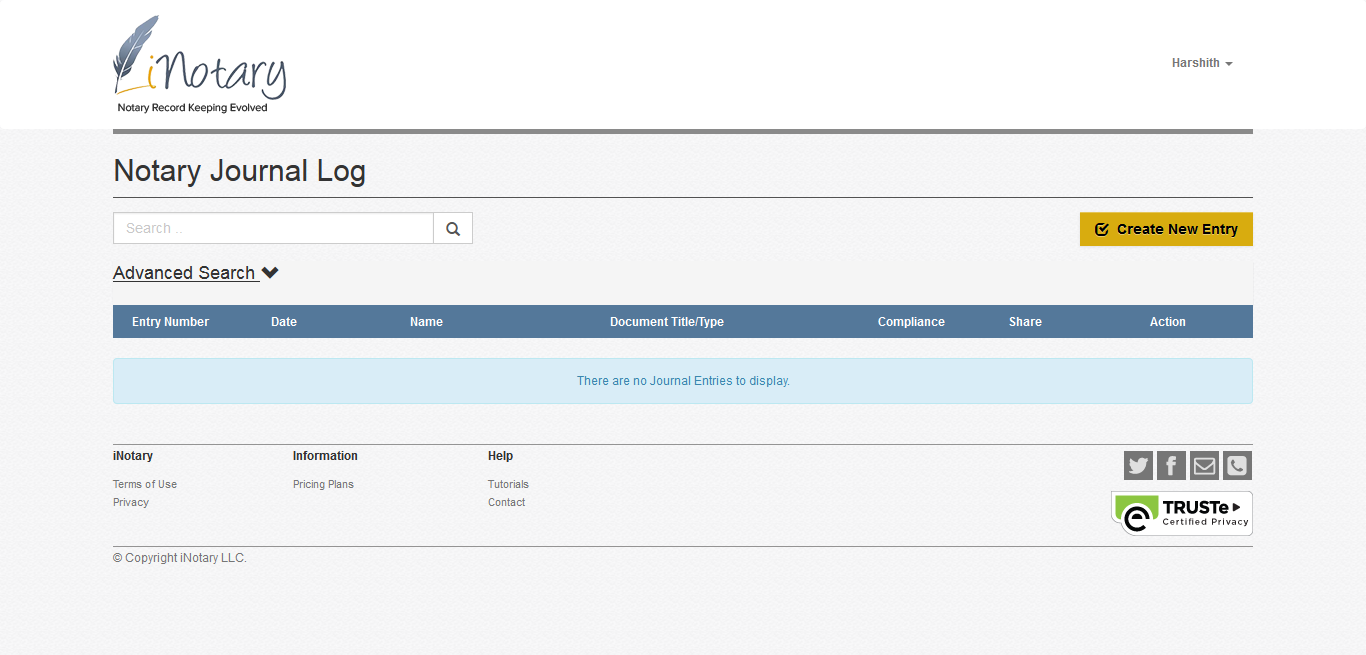 iNotary
Notary Record Keeping Evolved
Harshith
Notary Journal Log
Search ..
Create New Entry
Advanced Search
Entry Number Date Name Document Title/Type Compliance Share Action
There are no Journal Entries to display.
iNotary Information Help
Terms of Use Pricing Plans Tutorials
Privacy Contact
TRUSTe
Certified Privacy
© Copyright iNotary LLC.